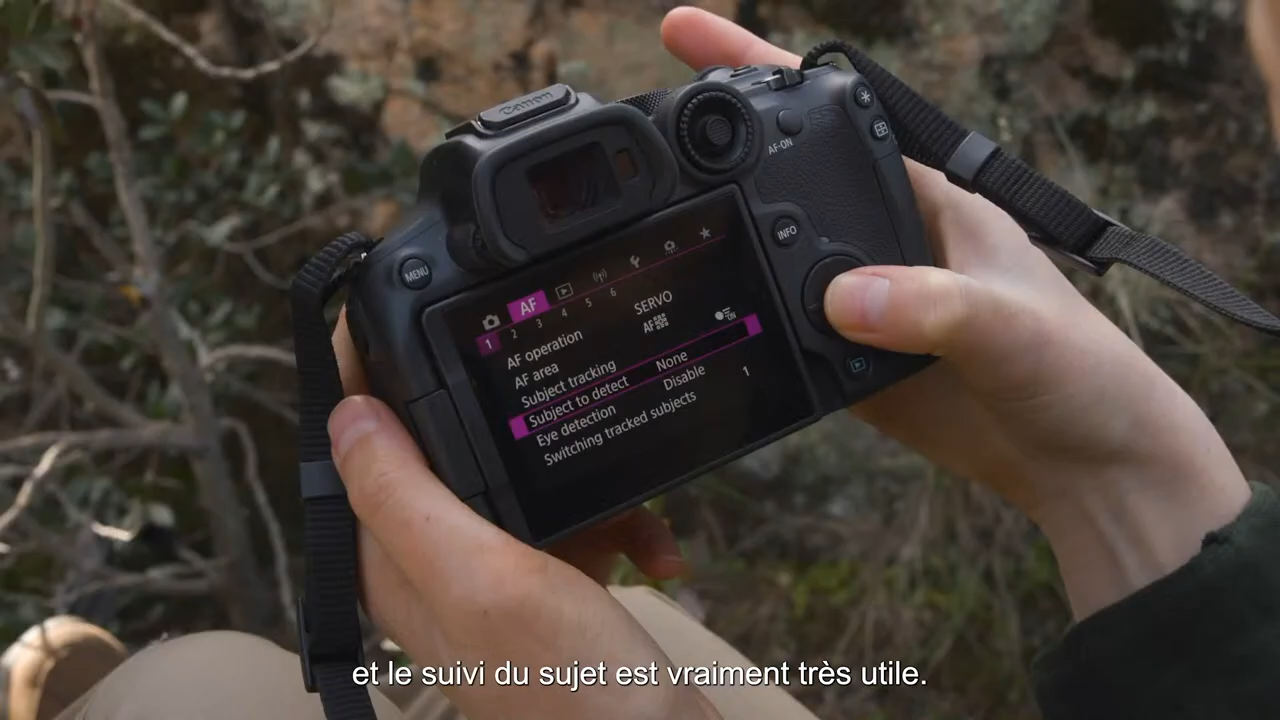 Canon
AF-ON
INFO
MENU
AF
1 2 3 4 5 6
AF operation SERVO
AF area AF
Subject tracking ON
Subject to detect None
Eye detection Disable
Switching tracked subjects 1
et le suivi du sujet est vraiment très utile.